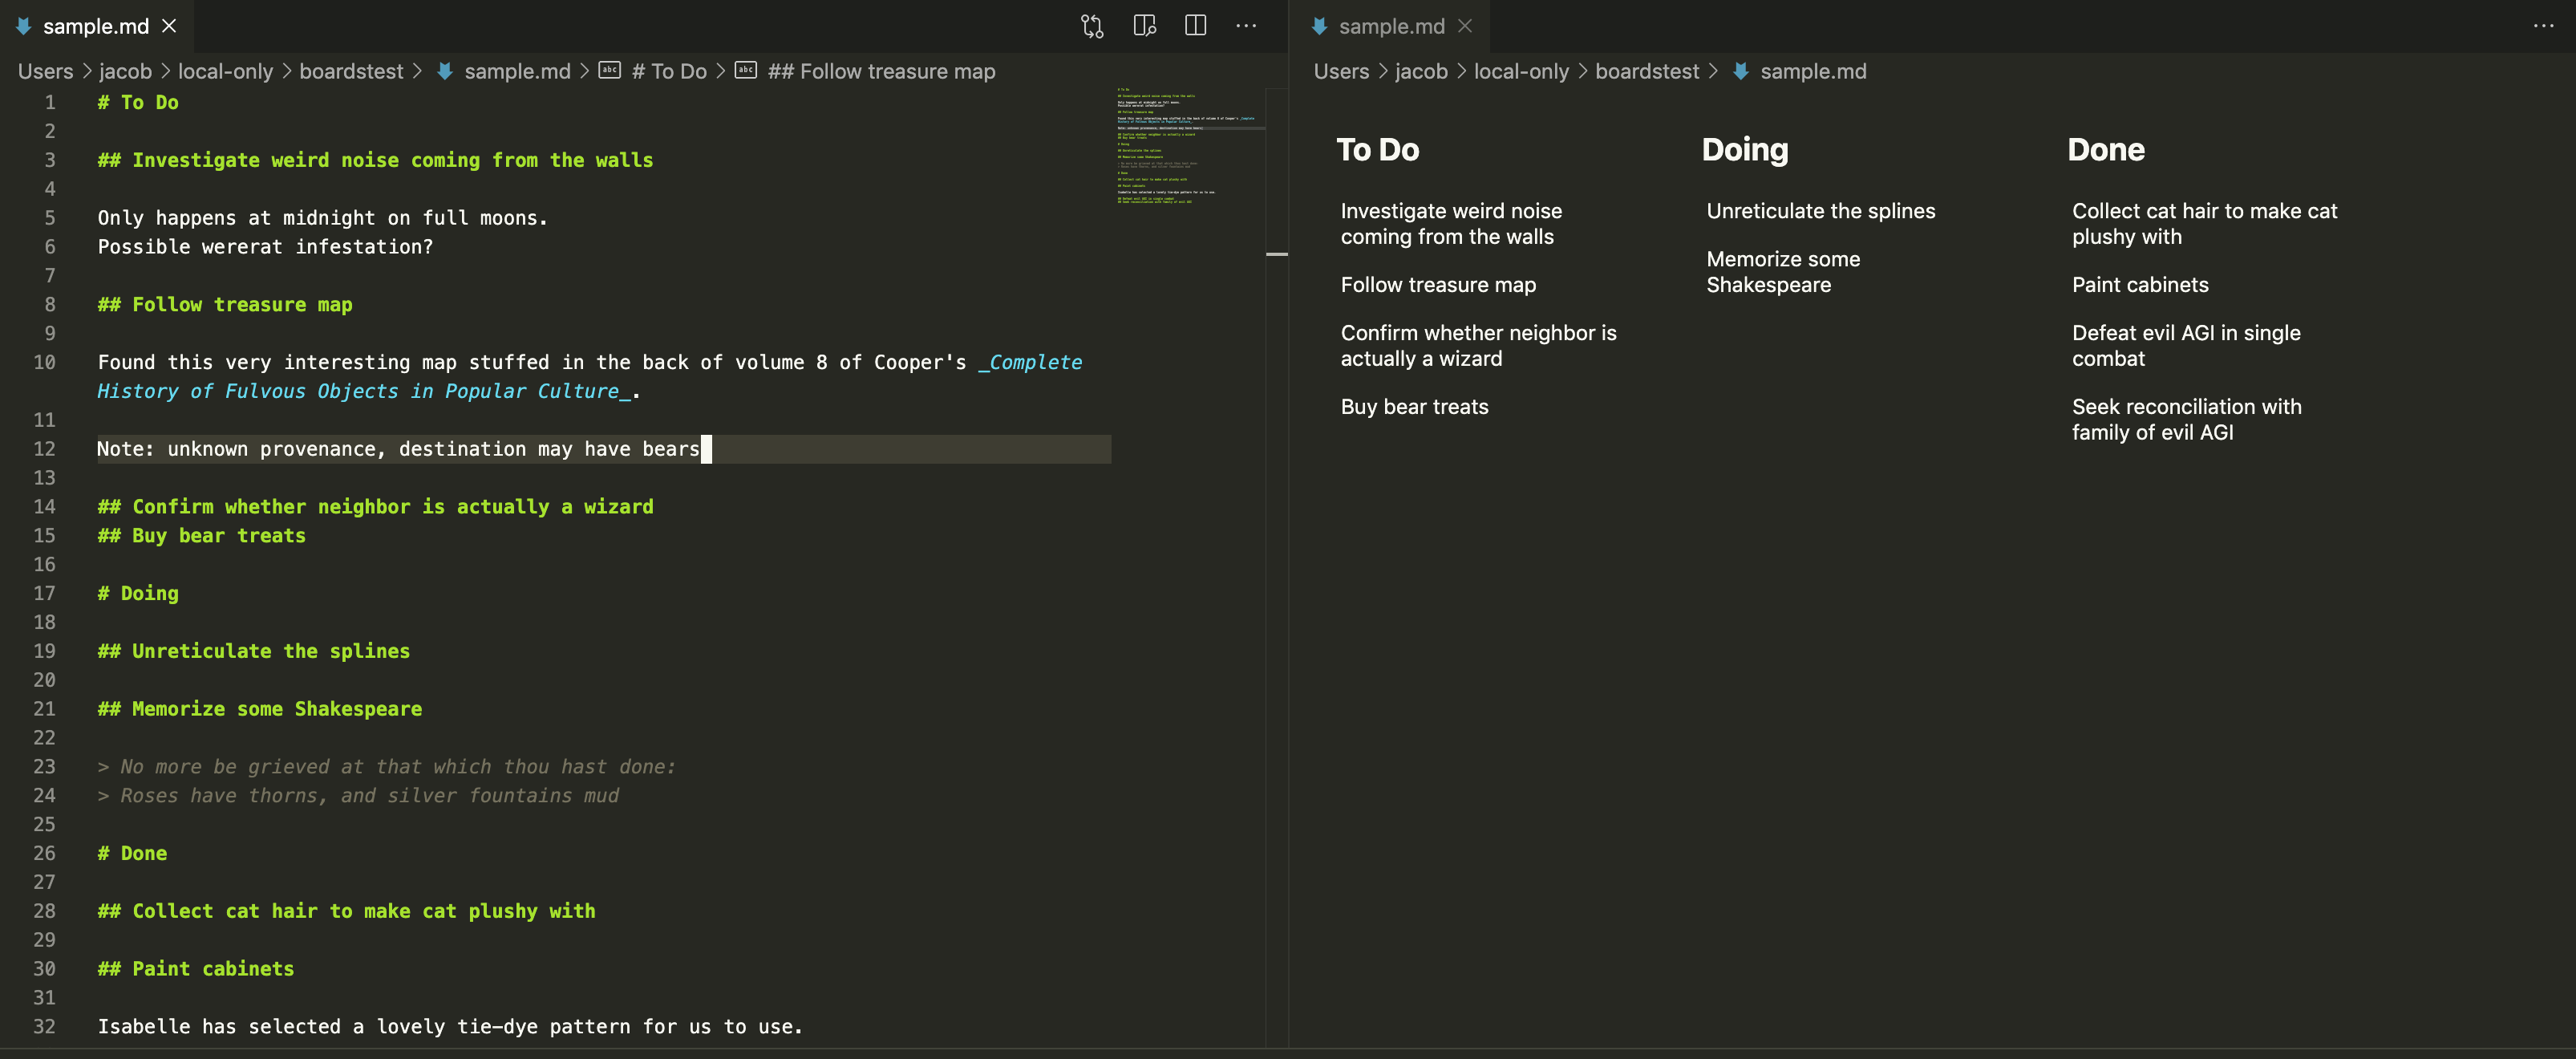 sample.md
Users > jacob > local-only > boardstest > sample.md > # To Do > ## Follow treasure map
1 # To Do
2
3 ## Investigate weird noise coming from the walls
4
5 Only happens at midnight on full moons.
6 Possible wererat infestation?
7
8 ## Follow treasure map
9
10 Found this very interesting map stuffed in the back of volume 8 of Cooper's _Complete
History of Fulvous Objects in Popular Culture_.
11
12 Note: unknown provenance, destination may have bears
13
14 ## Confirm whether neighbor is actually a wizard
15 ## Buy bear treats
16
17 # Doing
18
19 ## Unreticulate the splines
20
21 ## Memorize some Shakespeare
22
23 > No more be grieved at that which thou hast done:
24 > Roses have thorns, and silver fountains mud
25
26 # Done
27
28 ## Collect cat hair to make cat plushy with
29
30 ## Paint cabinets
31
32 Isabelle has selected a lovely tie-dye pattern for us to use.
sample.md
Users > jacob > local-only > boardstest > sample.md
To Do
Investigate weird noise
coming from the walls
Follow treasure map
Confirm whether neighbor is
actually a wizard
Buy bear treats
Doing
Unreticulate the splines
Memorize some
Shakespeare
Done
Collect cat hair to make cat
plushy with
Paint cabinets
Defeat evil AGI in single
combat
Seek reconciliation with
family of evil AGI